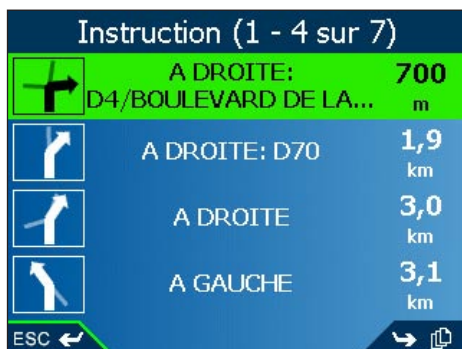 Instruction (1 - 4 sur 7)
A DROITE: 700
D4/BOULEVARD DE LA... m
A DROITE: D70 1,9
km
A DROITE 3,0
km
A GAUCHE 3,1
km
ESC